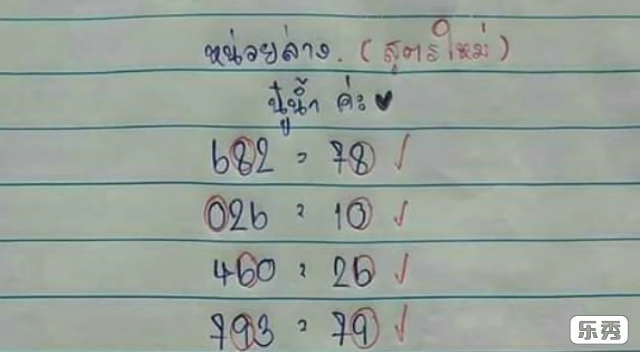 หน่วยล่าง. (สูตรใหม่)
ปูน้ำ ค่ะ ♥
682 = 78 ✓
026 = 10 ✓
460 = 26 ✓
793 = 79 ✓
乐秀